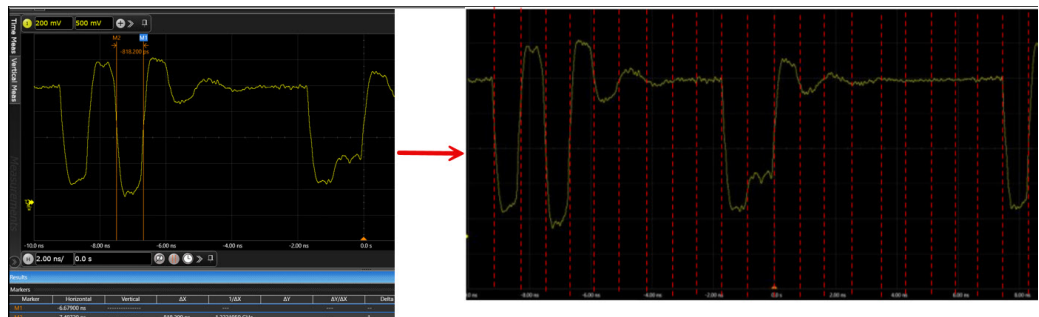 200 mV 500 mV
Time Meas
Vertical Meas
Measurements
M2 M1
-818.200 ps
-10.0 ns -8.00 ns -6.00 ns -4.00 ns -2.00 ns 0.0 s
H 2.00 ns/ 0.0 s
Results
Markers
Marker Horizontal Vertical ΔX 1/ΔX ΔY ΔY/ΔX Delta
M1 -6.67900 ns --- ---
-8.00 ns -6.00 ns -4.00 ns -2.00 ns 0.0 s 2.00 ns 4.00 ns 6.00 ns 8.00 ns